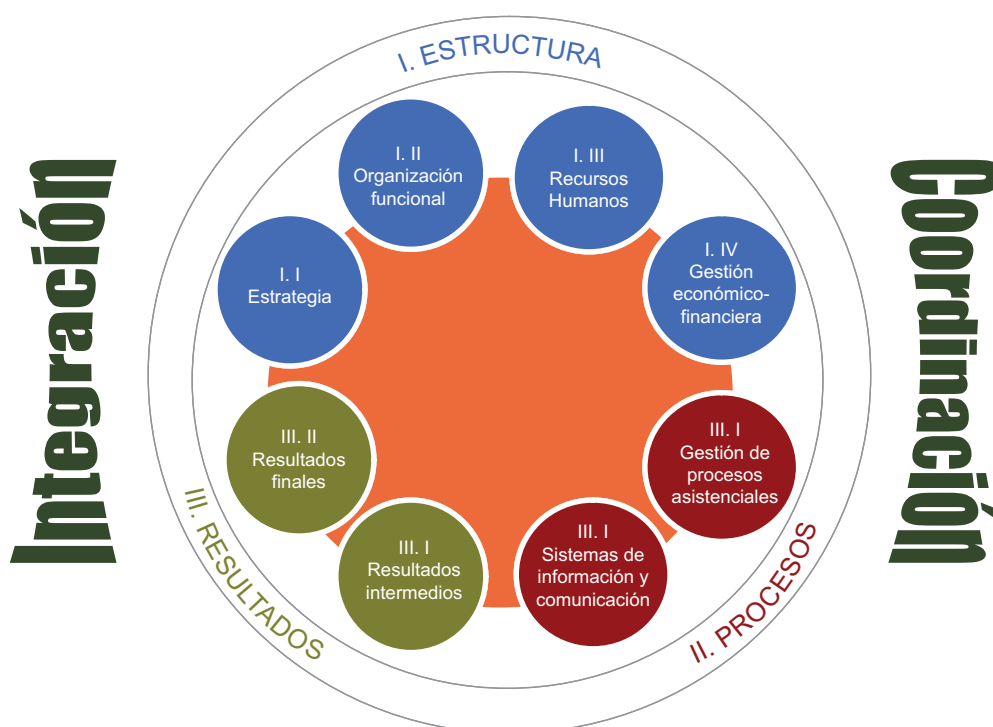 I. ESTRUCTURA
Integración
Coordinación
I. II
Organización
funcional
I. III
Recursos
Humanos
I. I
Estrategia
I. IV
Gestión
económico-
financiera
III. II
Resultados
finales
III. I
Gestión de
procesos
asistenciales
III. I
Resultados
intermedios
III. I
Sistemas de
información y
comunicación
III. RESULTADOS
II. PROCESOS